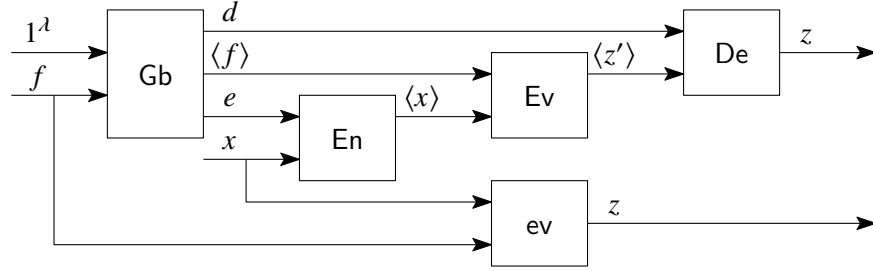 1^λ
f
Gb
d
⟨f⟩
e
x
En
⟨x⟩
Ev
⟨z′⟩
De
z
ev
z